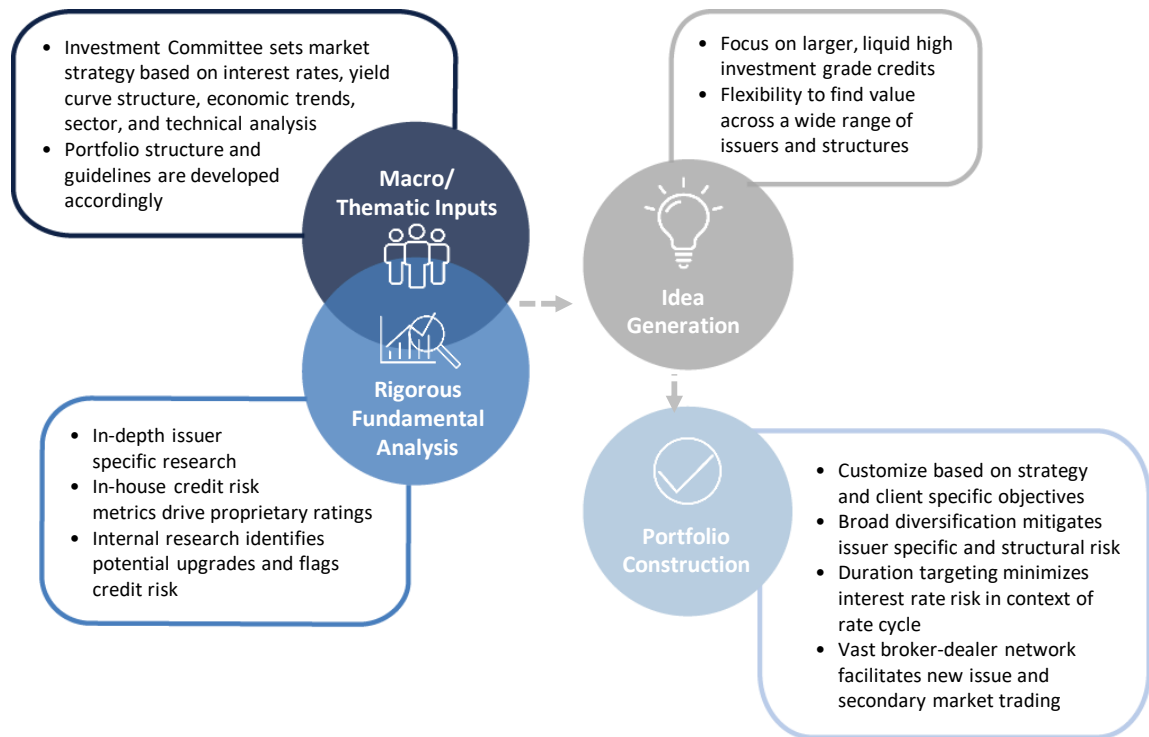 • Investment Committee sets market
strategy based on interest rates, yield
curve structure, economic trends,
sector, and technical analysis
• Portfolio structure and
guidelines are developed
accordingly
Macro/
Thematic Inputs
Rigorous
Fundamental
Analysis
• In-depth issuer
specific research
• In-house credit risk
metrics drive proprietary ratings
• Internal research identifies
potential upgrades and flags
credit risk
• Focus on larger, liquid high
investment grade credits
• Flexibility to find value
across a wide range of
issuers and structures
Idea
Generation
Portfolio
Construction
• Customize based on strategy
and client specific objectives
• Broad diversification mitigates
issuer specific and structural risk
• Duration targeting minimizes
interest rate risk in context of
rate cycle
• Vast broker-dealer network
facilitates new issue and
secondary market trading